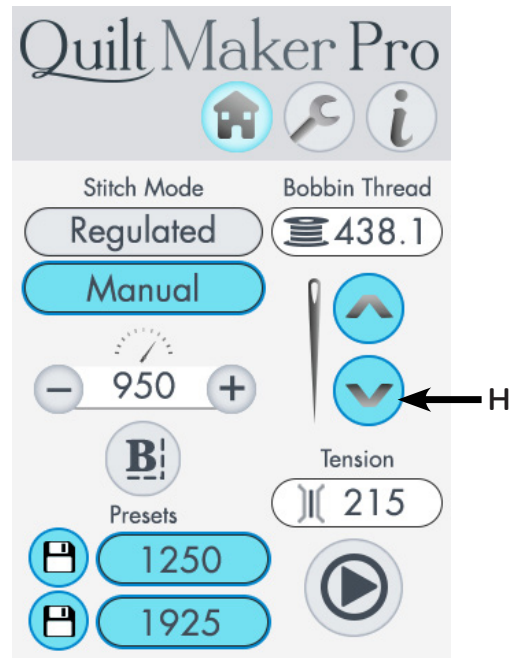 Quilt Maker Pro
i
Stitch Mode
Bobbin Thread
Regulated
438.1
Manual
950
H
B
Tension
215
Presets
1250
1925